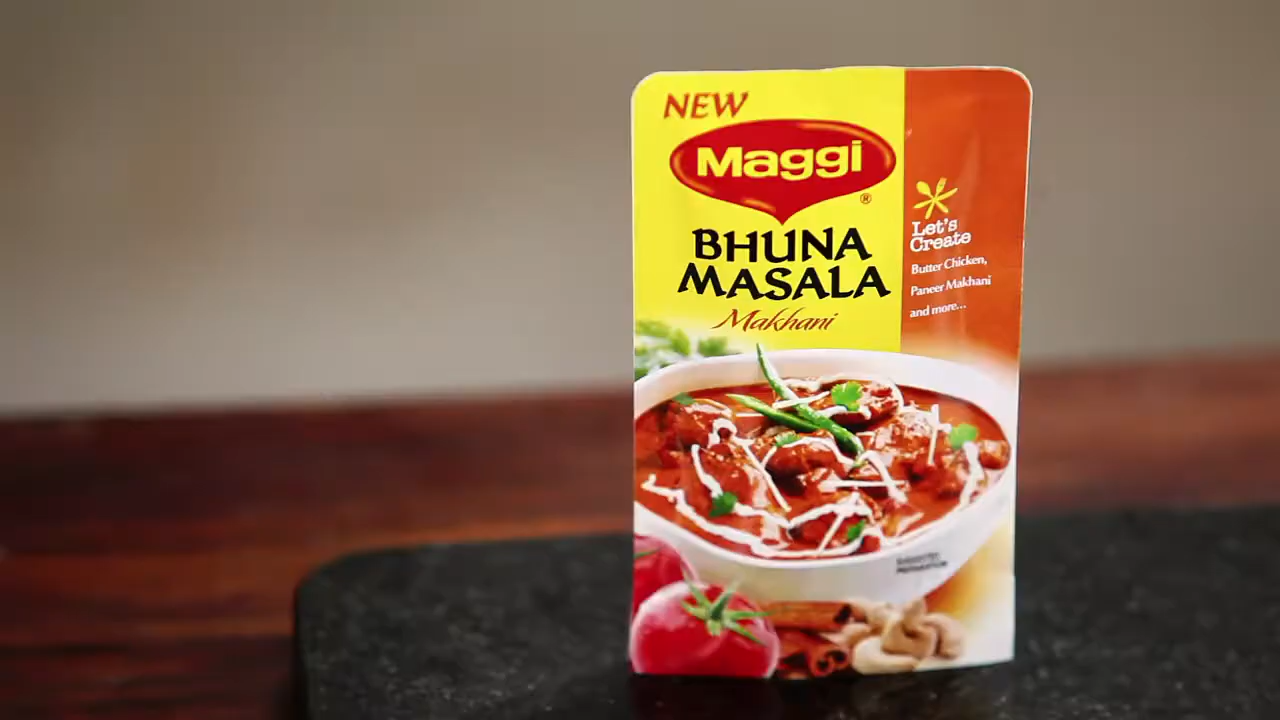 NEW
Maggi
®
BHUNA
MASALA
Makhani
Let's
Create
Butter Chicken,
Paneer Makhani
and more...